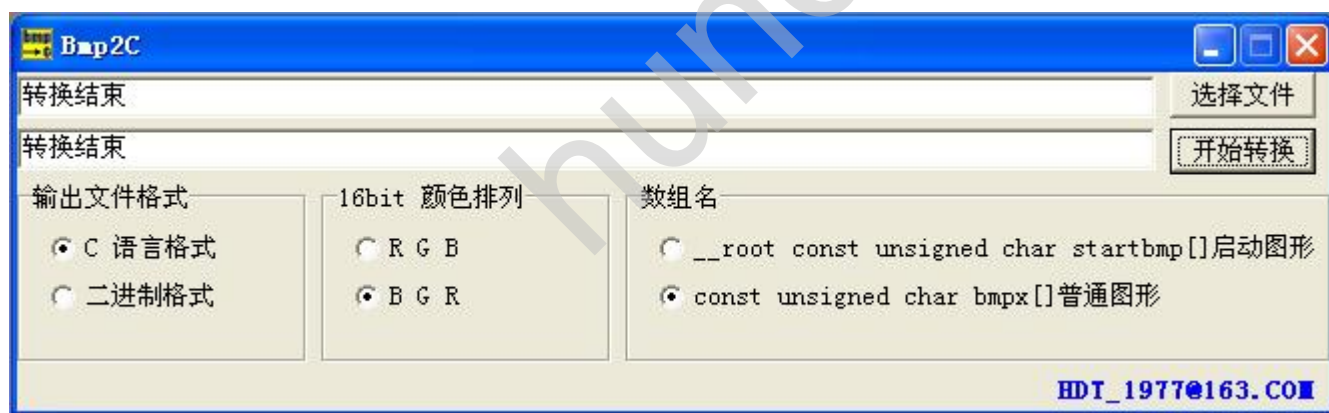 Bmp2C
转换结束 选择文件
转换结束 开始转换
输出文件格式 16bit 颜色排列 数组名
C 语言格式 R G B __root const unsigned char startbmp[]启动图形
二进制格式 B G R const unsigned char bmpx[]普通图形
HDT_1977@163.COM